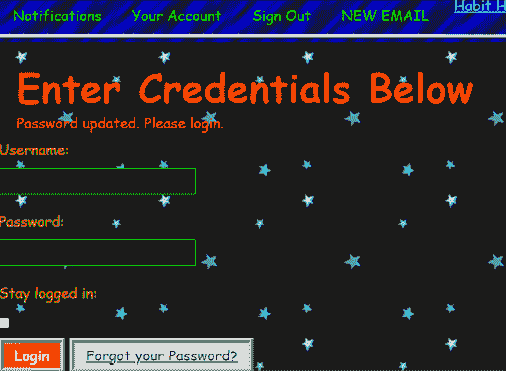 Notifications Your Account Sign Out NEW EMAIL Habit H
Enter Credentials Below
Password updated. Please login.
Username:
Password:
Stay logged in:
Login Forgot your Password?